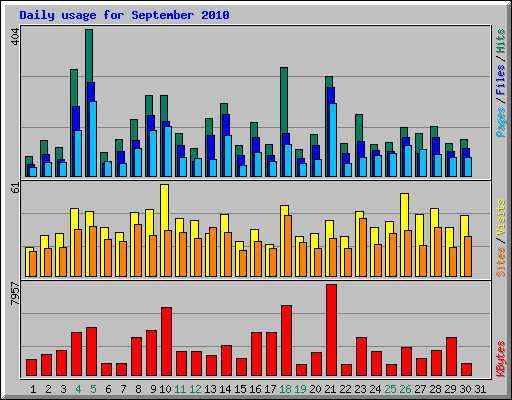 Daily usage for September 2010
404
61
7957
Pages / Files / Hits
Sites / Visits
KBytes
1 2 3 4 5 6 7 8 9 10 11 12 13 14 15 16 17 18 19 20 21 22 23 24 25 26 27 28 29 30 31